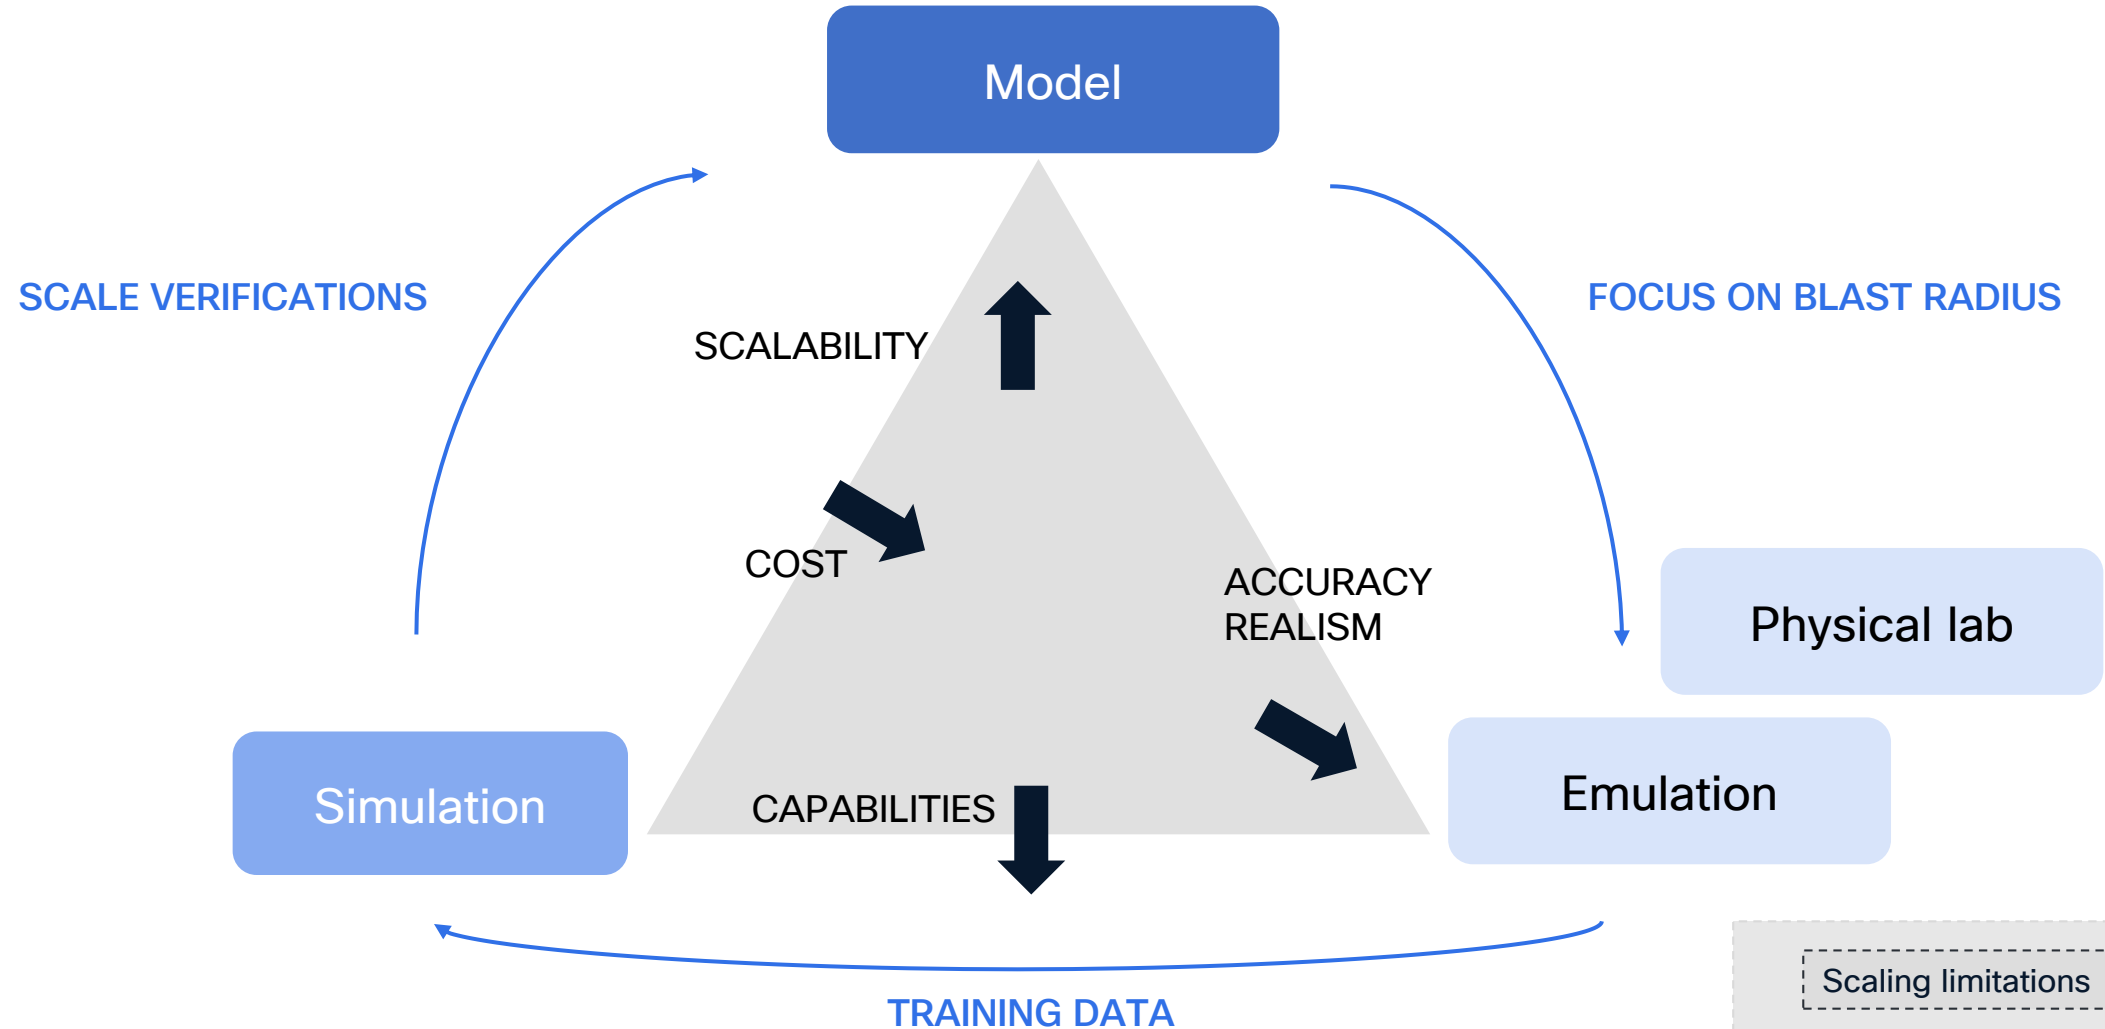 Model
SCALE VERIFICATIONS
FOCUS ON BLAST RADIUS
SCALABILITY
COST
ACCURACY
REALISM
Physical lab
Simulation
CAPABILITIES
Emulation
Scaling limitations
TRAINING DATA